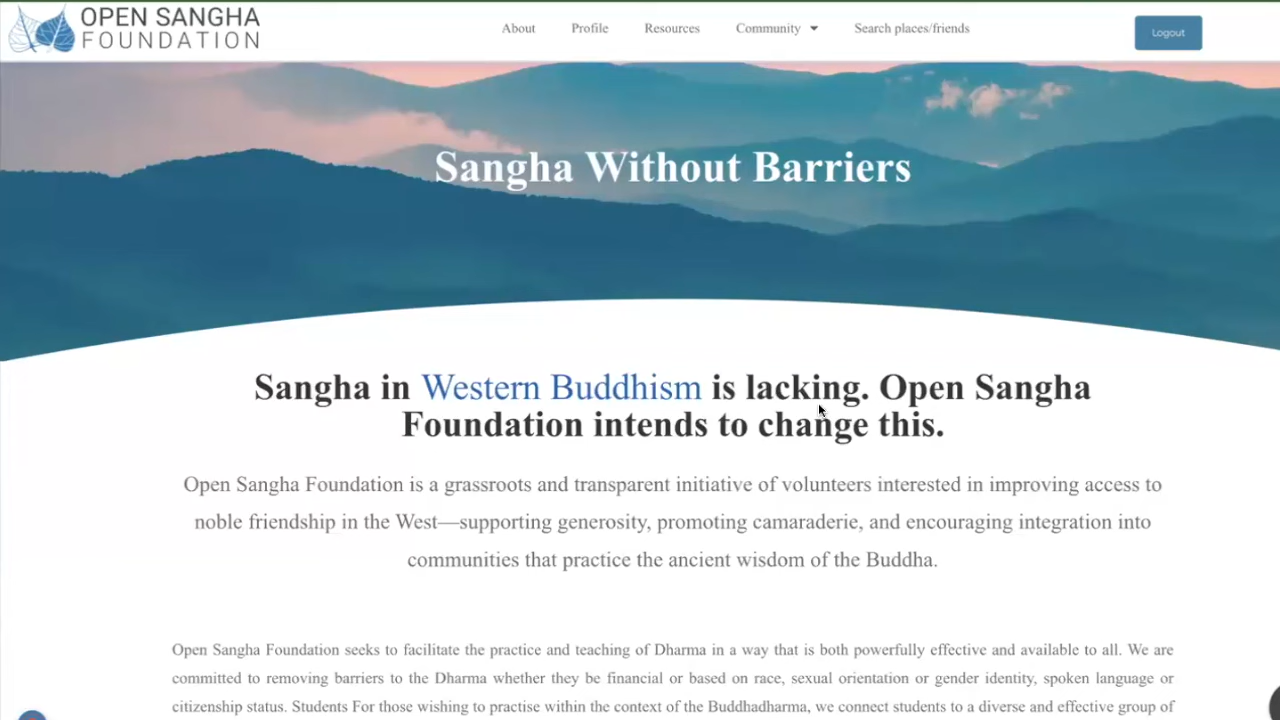 OPEN SANGHA
FOUNDATION
About Profile Resources Community Search places/friends
Logout
Sangha Without Barriers
Sangha in Western Buddhism is lacking. Open Sangha
Foundation intends to change this.
Open Sangha Foundation is a grassroots and transparent initiative of volunteers interested in improving access to
noble friendship in the West—supporting generosity, promoting camaraderie, and encouraging integration into
communities that practice the ancient wisdom of the Buddha.
Open Sangha Foundation seeks to facilitate the practice and teaching of Dharma in a way that is both powerfully effective and available to all. We are
committed to removing barriers to the Dharma whether they be financial or based on race, sexual orientation or gender identity, spoken language or
citizenship status. Students For those wishing to practise within the context of the Buddhadharma, we connect students to a diverse and effective group of